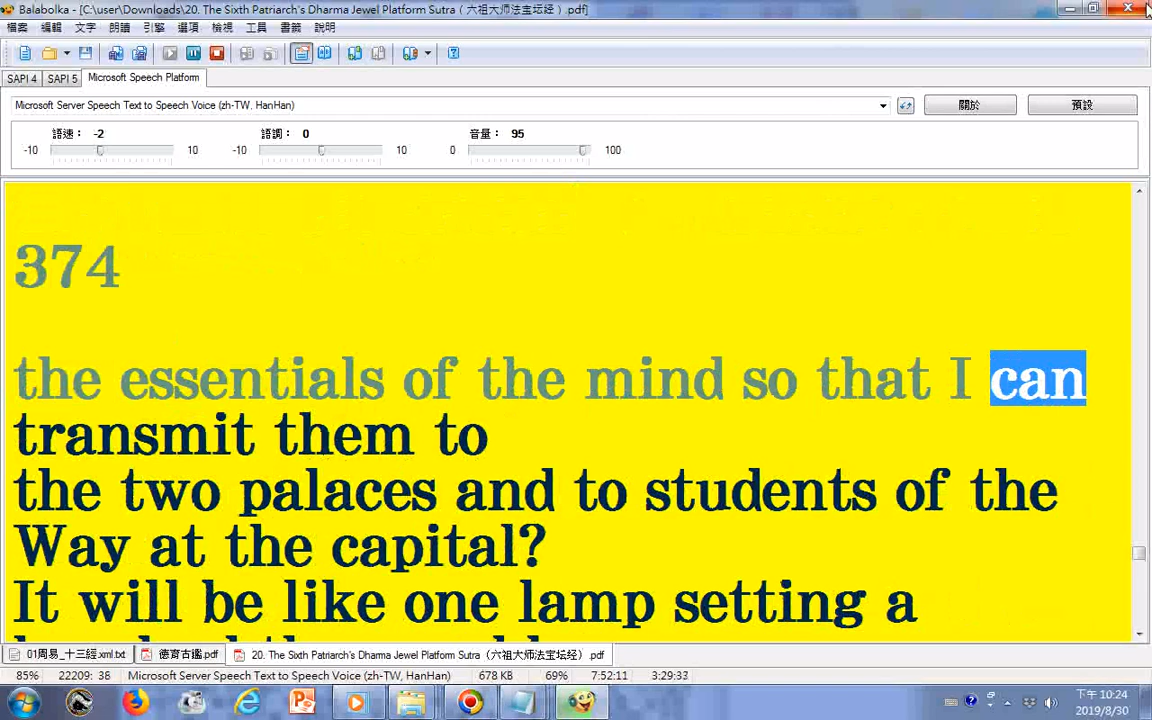 Balabolka - [C:\user\Downloads\20. The Sixth Patriarch's Dharma Jewel Platform Sutra（六祖大师法宝坛经）.pdf]
檔案 編輯 文字 朗讀 引擎 選項 檢視 工具 書籤 說明
SAPI 4 SAPI 5 Microsoft Speech Platform
Microsoft Server Speech Text to Speech Voice (zh-TW, HanHan) 關於 預設
語速： -2 語調： 0 音量： 95
-10 10 -10 10 0 100
374
the essentials of the mind so that I can
transmit them to
the two palaces and to students of the
Way at the capital?
It will be like one lamp setting a
01周易_十三經.xml.txt 德育古鑑.pdf 20. The Sixth Patriarch's Dharma Jewel Platform Sutra（六祖大师法宝坛经）.pdf
85% 22209: 38 Microsoft Server Speech Text to Speech Voice (zh-TW, HanHan) 678 KB 69% 7:52:11 3:29:33
下午 10:24
2019/8/30